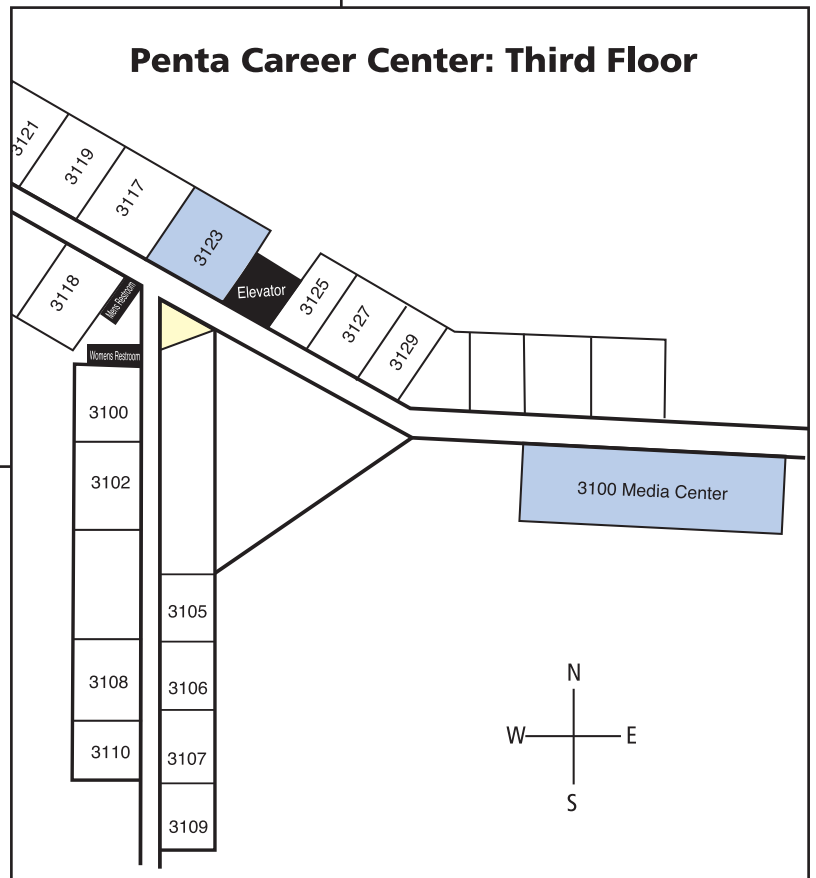 Penta Career Center: Third Floor
3121
3119
3117
3123
Elevator
3125
3127
3129
3118
Mens Restroom
Womens Restroom
3100
3102
3100 Media Center
3105
3108
3106
3110
3107
3109
N
W
E
S